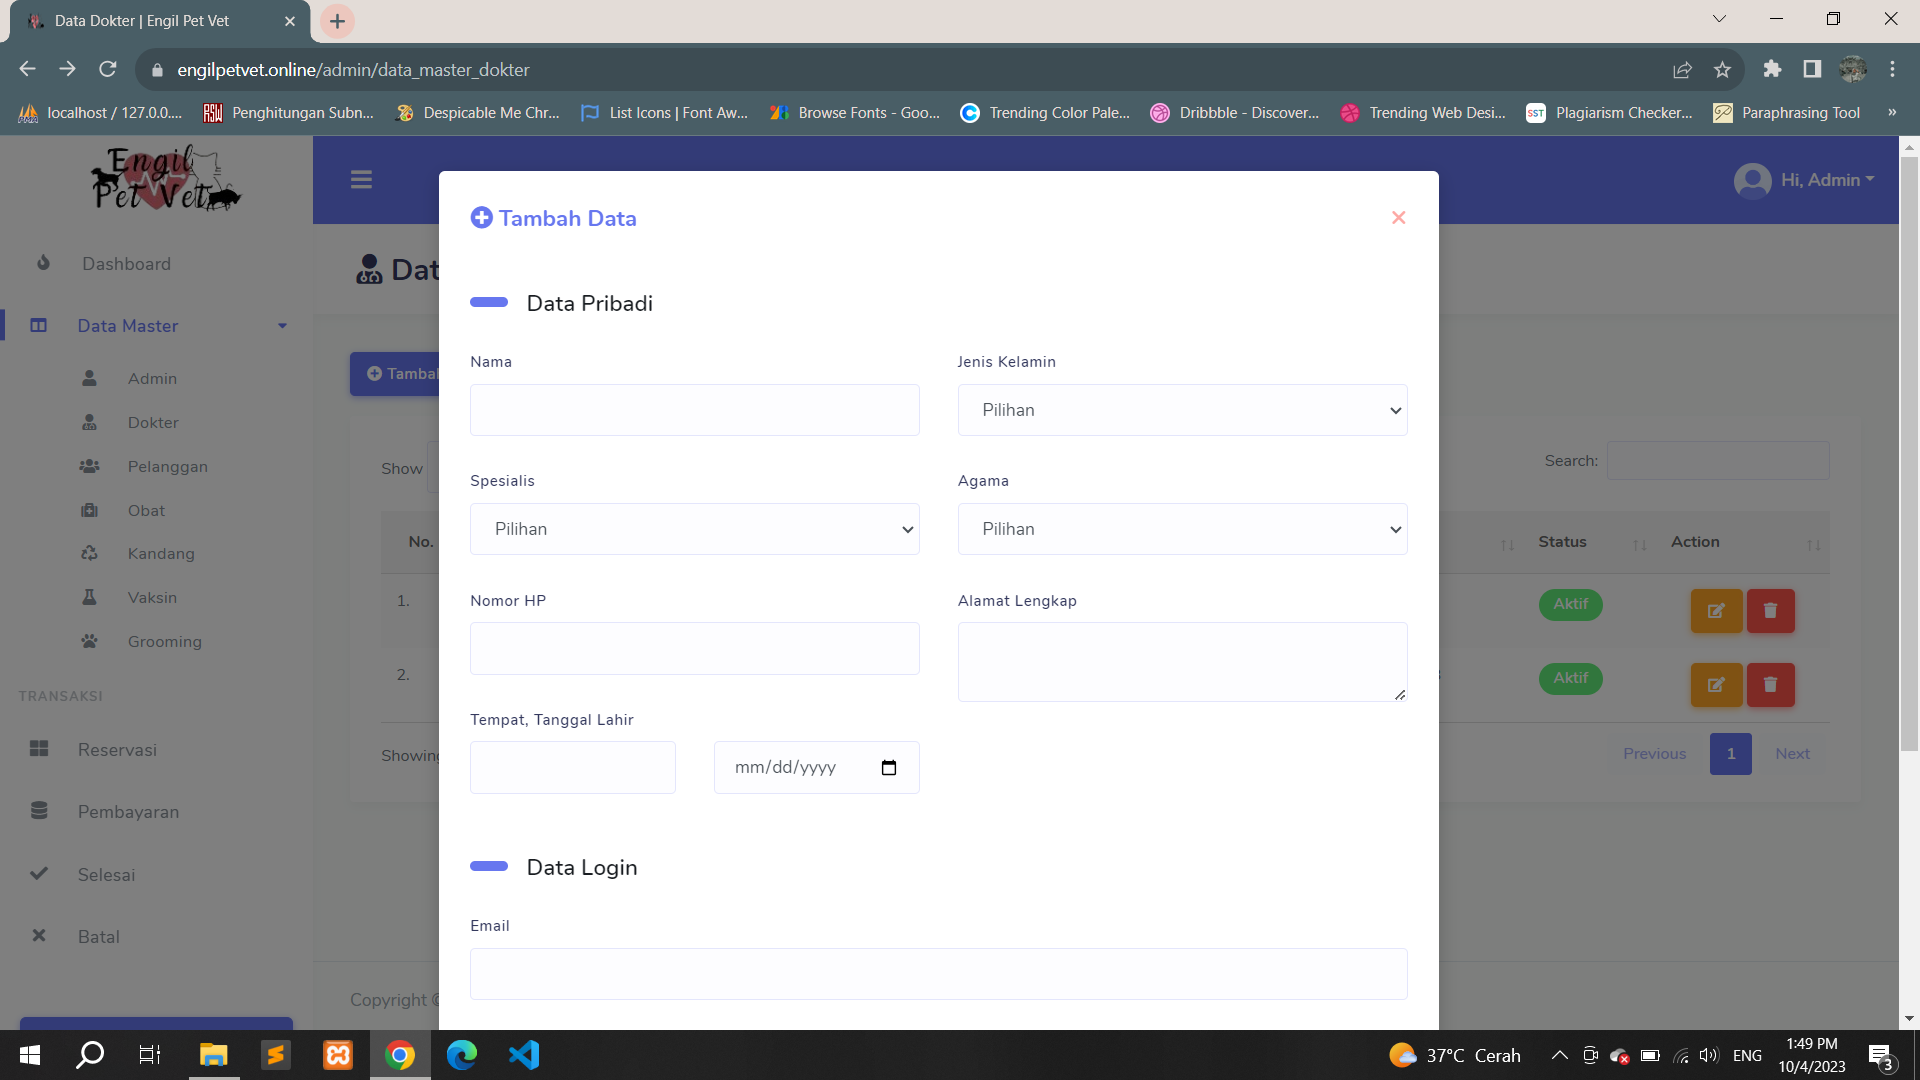 Data Dokter | Engil Pet Vet
engilpetvet.online/admin/data_master_dokter
localhost / 127.0.0.... Penghitungan Subn... Despicable Me Chr... List Icons | Font Aw... Browse Fonts - Goo... Trending Color Pale... Dribbble - Discover... Trending Web Desi... SST Plagiarism Checker... Paraphrasing Tool »
Engil
Pet Vet
Hi, Admin
Dashboard
Data Master
Admin
Dokter
Pelanggan
Obat
Kandang
Vaksin
Grooming
TRANSAKSI
Reservasi
Pembayaran
Selesai
Batal
Dat
Tambah
Show
Search:
No.
Status
Action
1.
Aktif
2.
Aktif
Showing
Previous 1 Next
Copyright ©
Tambah Data
Data Pribadi
Nama
Jenis Kelamin
Pilihan
Spesialis
Pilihan
Agama
Pilihan
Nomor HP
Alamat Lengkap
Tempat, Tanggal Lahir
mm/dd/yyyy
Data Login
Email
37°C Cerah
ENG
1:49 PM
10/4/2023
3